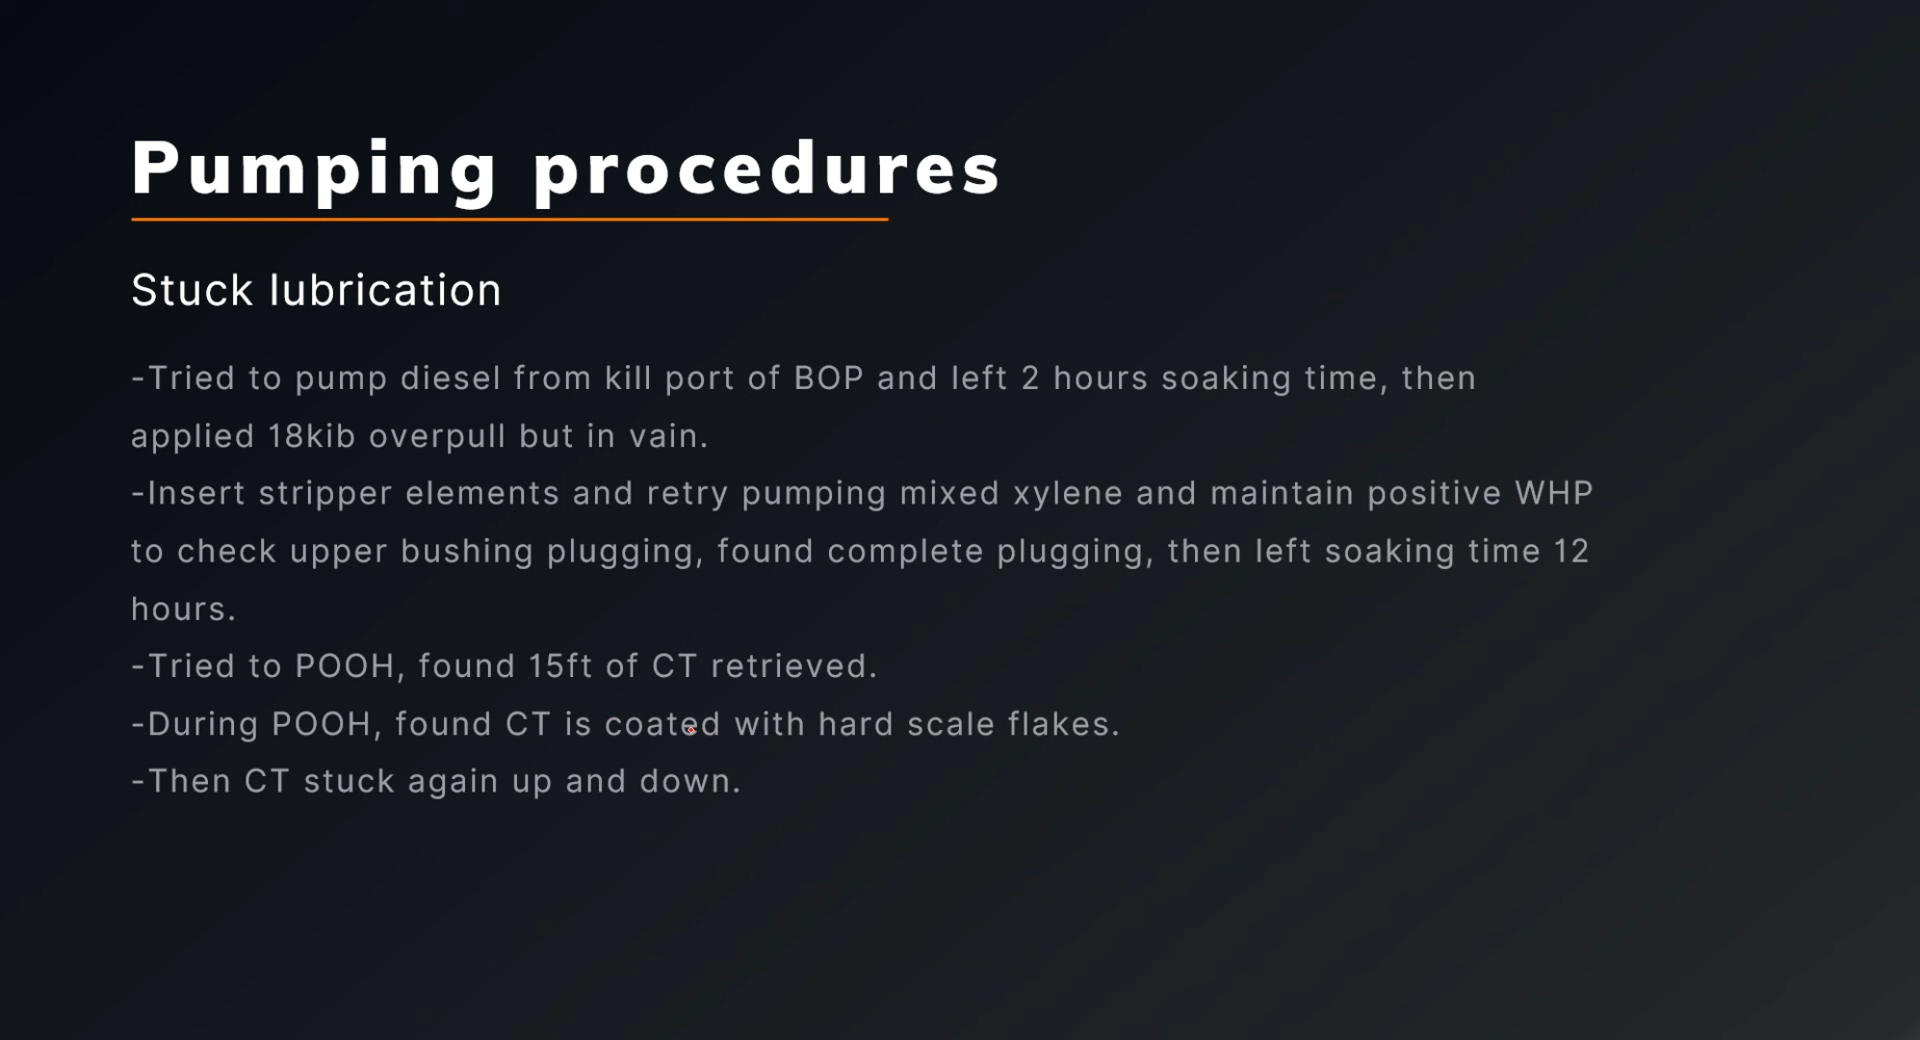 Pumping procedures
Stuck lubrication
-Tried to pump diesel from kill port of BOP and left 2 hours soaking time, then
applied 18kib overpull but in vain.
-Insert stripper elements and retry pumping mixed xylene and maintain positive WHP
to check upper bushing plugging, found complete plugging, then left soaking time 12
hours.
-Tried to POOH, found 15ft of CT retrieved.
-During POOH, found CT is coated with hard scale flakes.
-Then CT stuck again up and down.